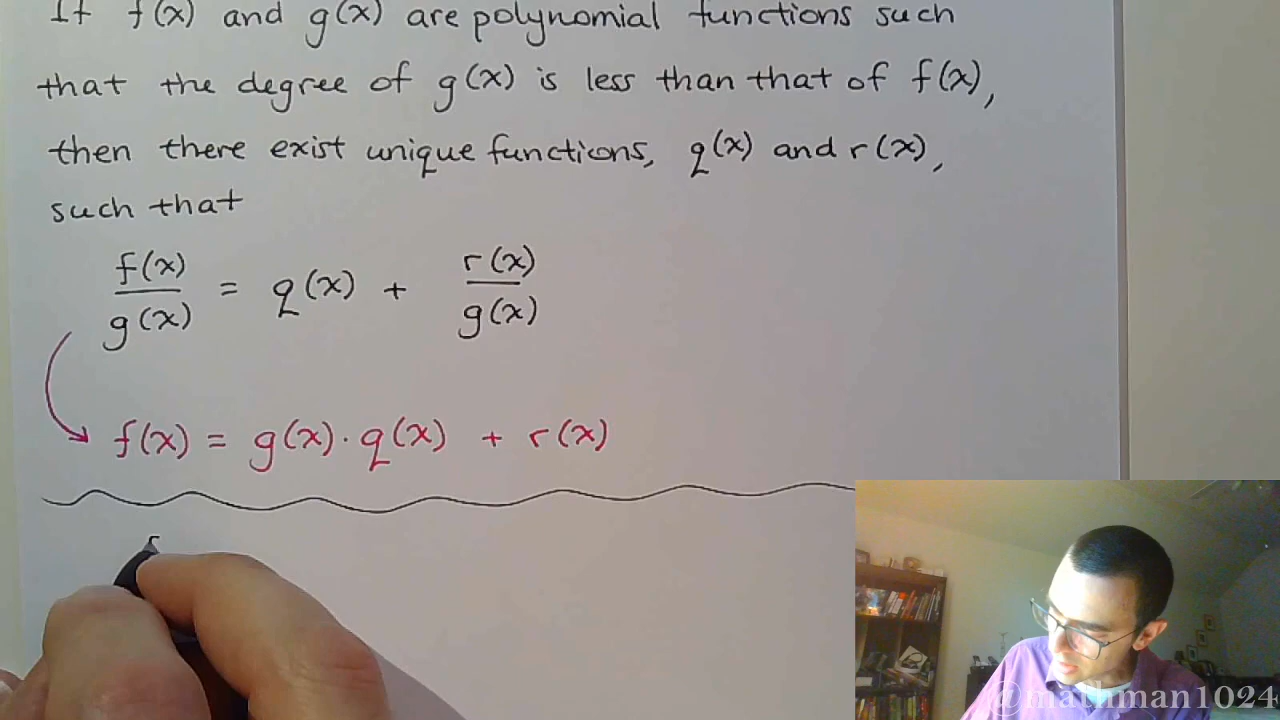 If f(x) and g(x) are polynomial functions such
that the degree of g(x) is less than that of f(x),
then there exist unique functions, q(x) and r(x),
such that
f(x)/g(x) = q(x) + r(x)/g(x)
f(x) = g(x) · q(x) + r(x)
@mathman1024